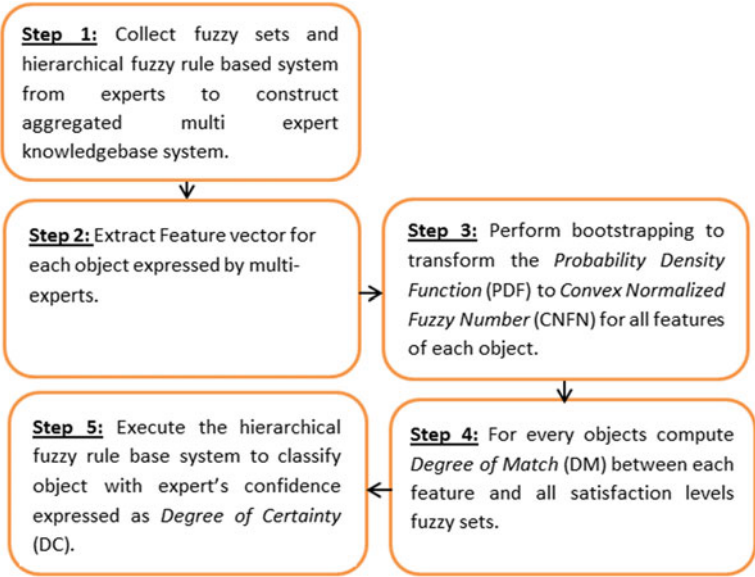 Step 1: Collect fuzzy sets and
hierarchical fuzzy rule based system
from experts to construct
aggregated multi expert
knowledgebase system.
Step 2: Extract Feature vector for
each object expressed by multi-
experts.
Step 3: Perform bootstrapping to
transform the Probability Density
Function (PDF) to Convex Normalized
Fuzzy Number (CNFN) for all features
of each object.
Step 4: For every objects compute
Degree of Match (DM) between each
feature and all satisfaction levels
fuzzy sets.
Step 5: Execute the hierarchical
fuzzy rule base system to classify
object with expert's confidence
expressed as Degree of Certainty
(DC).